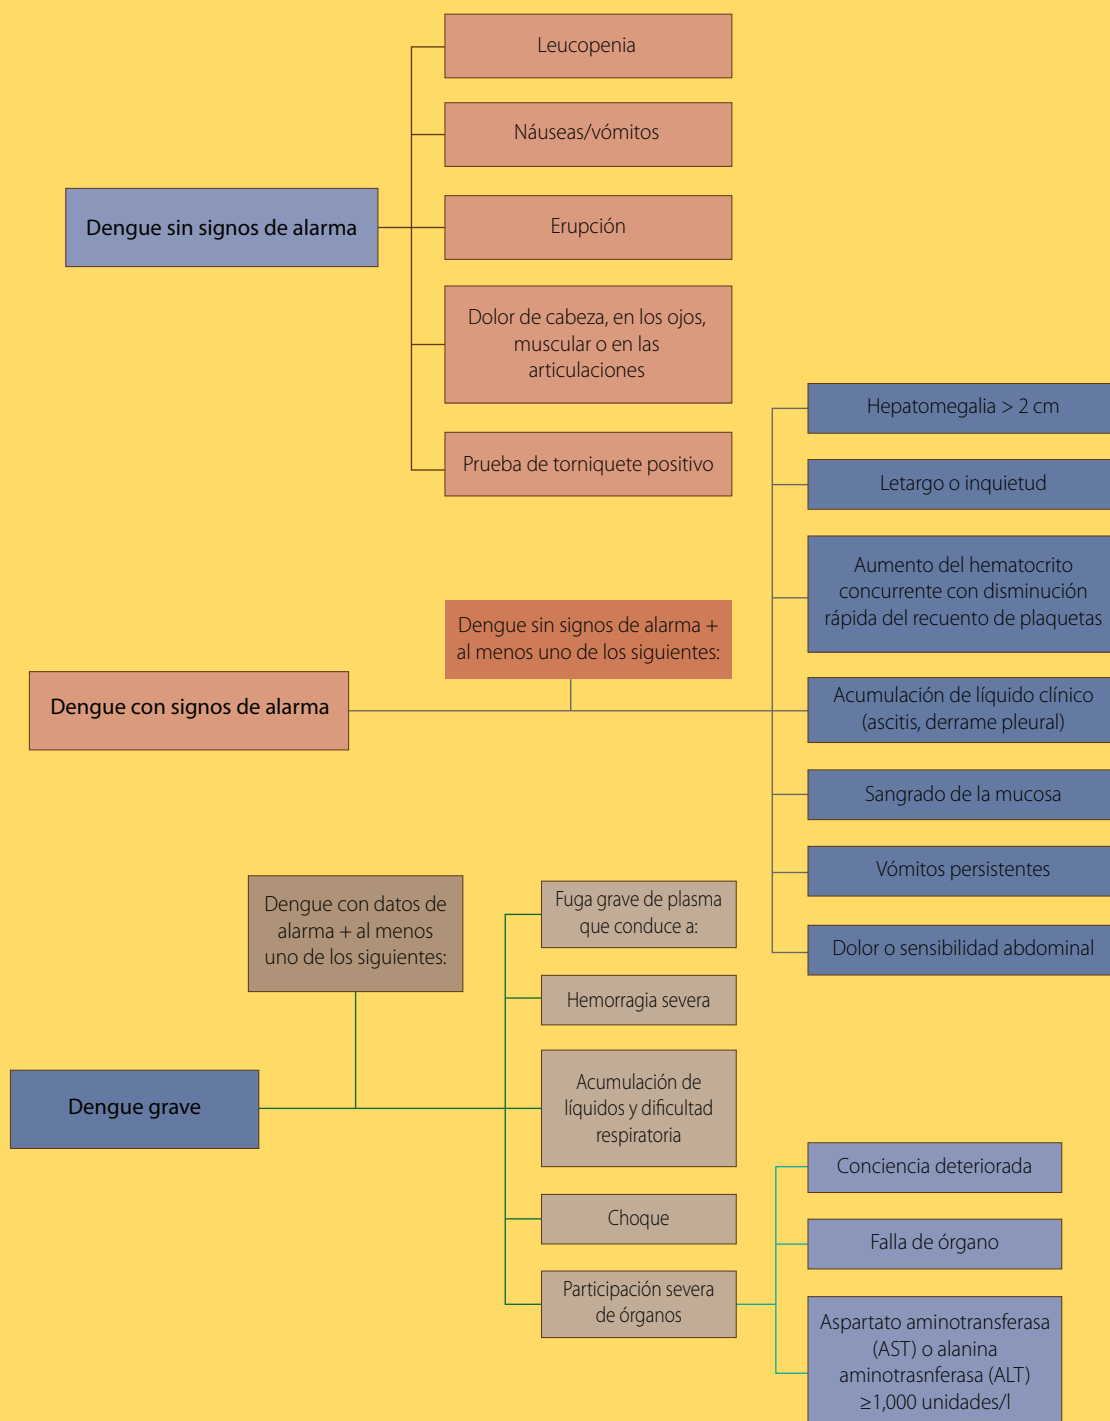 Leucopenia
Náuseas/vómitos
Dengue sin signos de alarma
Erupción
Dolor de cabeza, en los ojos,
muscular o en las
articulaciones
Prueba de torniquete positivo
Hepatomegalia > 2 cm
Letargo o inquietud
Aumento del hematocrito
concurrente con disminución
rápida del recuento de plaquetas
Dengue sin signos de alarma +
al menos uno de los siguientes:
Dengue con signos de alarma
Acumulación de líquido clínico
(ascitis, derrame pleural)
Sangrado de la mucosa
Vómitos persistentes
Dolor o sensibilidad abdominal
Dengue con datos de
alarma + al menos
uno de los siguientes:
Fuga grave de plasma
que conduce a:
Hemorragia severa
Dengue grave
Acumulación de
líquidos y dificultad
respiratoria
Choque
Participación severa
de órganos
Conciencia deteriorada
Falla de órgano
Aspartato aminotransferasa
(AST) o alanina
aminotrasnferasa (ALT)
≥1,000 unidades/l